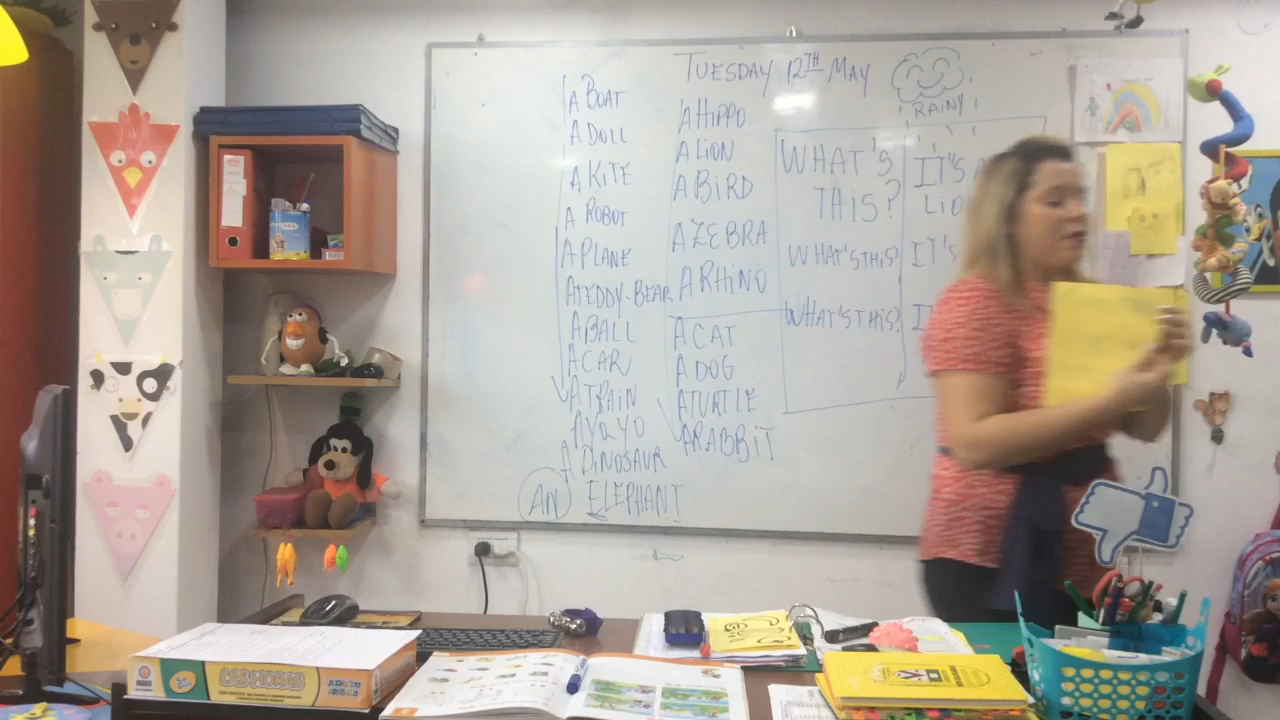 TUESDAY 12TH MAY
RAINY
A BOAT
A DOLL
A KITE
A ROBOT
A PLANE
A TEDDY-BEAR
A BALL
A CAR
A TRAIN
A YOYO
A DINOSAUR
AN ELEPHANT
A HIPPO
A LION
A BIRD
A ZEBRA
A RHINO
A CAT
A DOG
A TURTLE
A RABBIT
WHAT'S
THIS?
WHAT'S THIS?
WHAT'S THIS?
IT'S A
LIO
IT'S